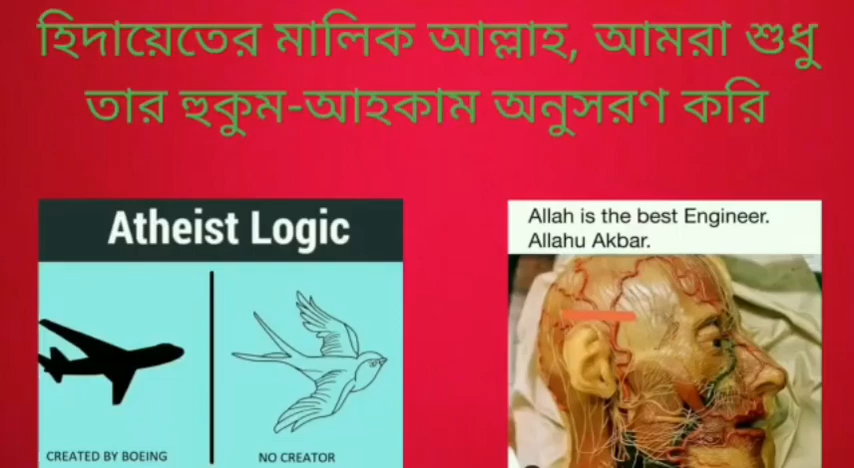 হিদায়েতের মালিক আল্লাহ, আমরা শুধু
তার হুকুম-আহকাম অনুসরণ করি
Atheist Logic
CREATED BY BOEING
NO CREATOR
Allah is the best Engineer.
Allahu Akbar.